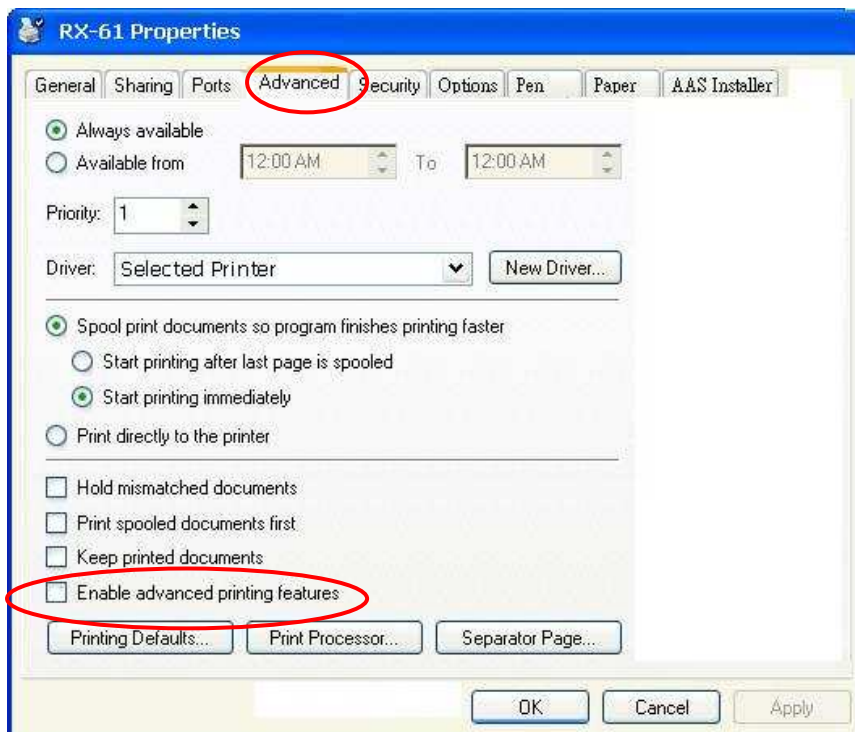 RX-61 Properties
General Sharing Ports Advanced Security Options Pen Paper AAS Installer
Always available
Available from 12:00 AM To 12:00 AM
Priority: 1
Driver: Selected Printer New Driver...
Spool print documents so program finishes printing faster
Start printing after last page is spooled
Start printing immediately
Print directly to the printer
Hold mismatched documents
Print spooled documents first
Keep printed documents
Enable advanced printing features
Printing Defaults... Print Processor... Separator Page...
OK Cancel Apply